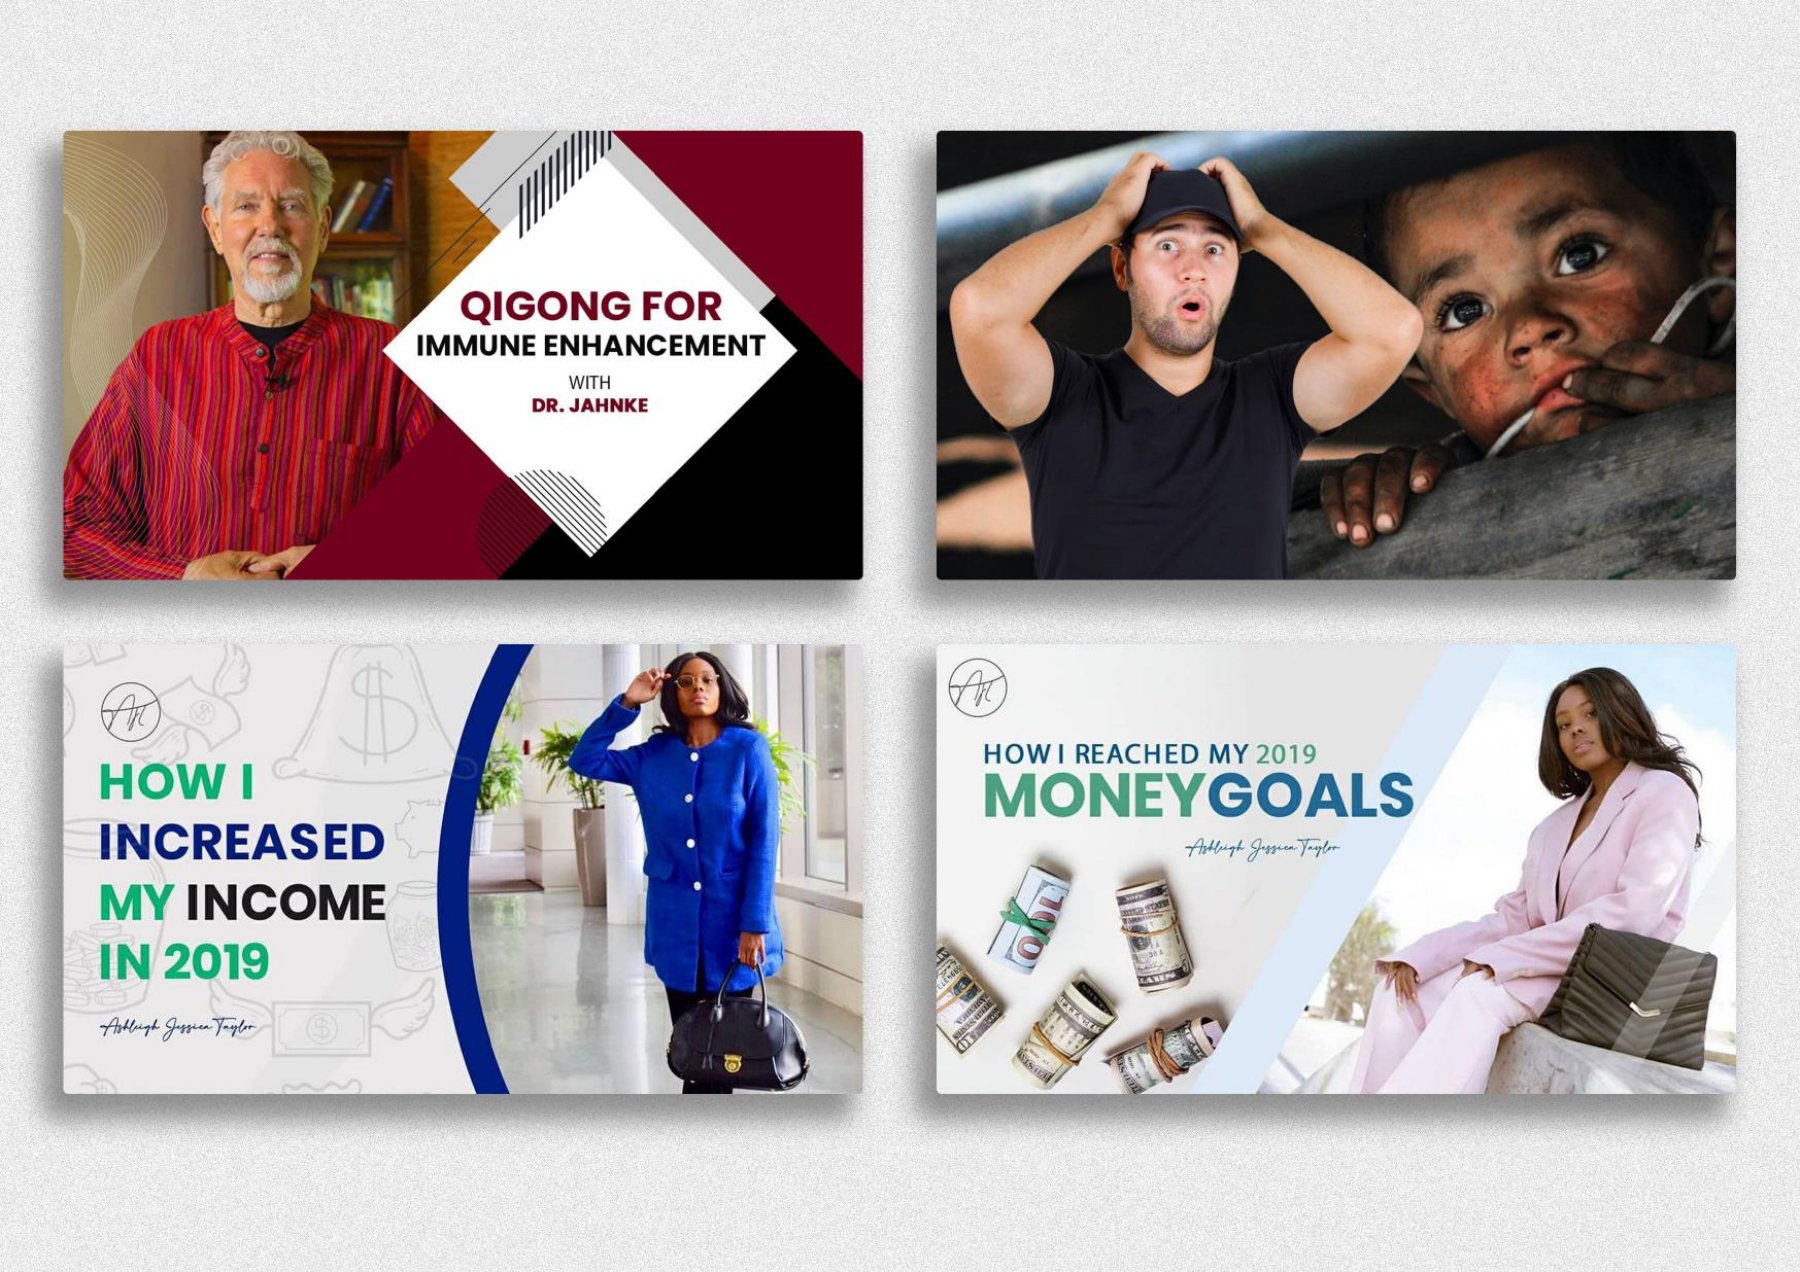 QIGONG FOR
IMMUNE ENHANCEMENT
WITH
DR. JAHNKE
HOW I
INCREASED
MY INCOME
IN 2019
Ashleigh Jessica Taylor
HOW I REACHED MY 2019
MONEYGOALS
Ashleigh Jessica Taylor